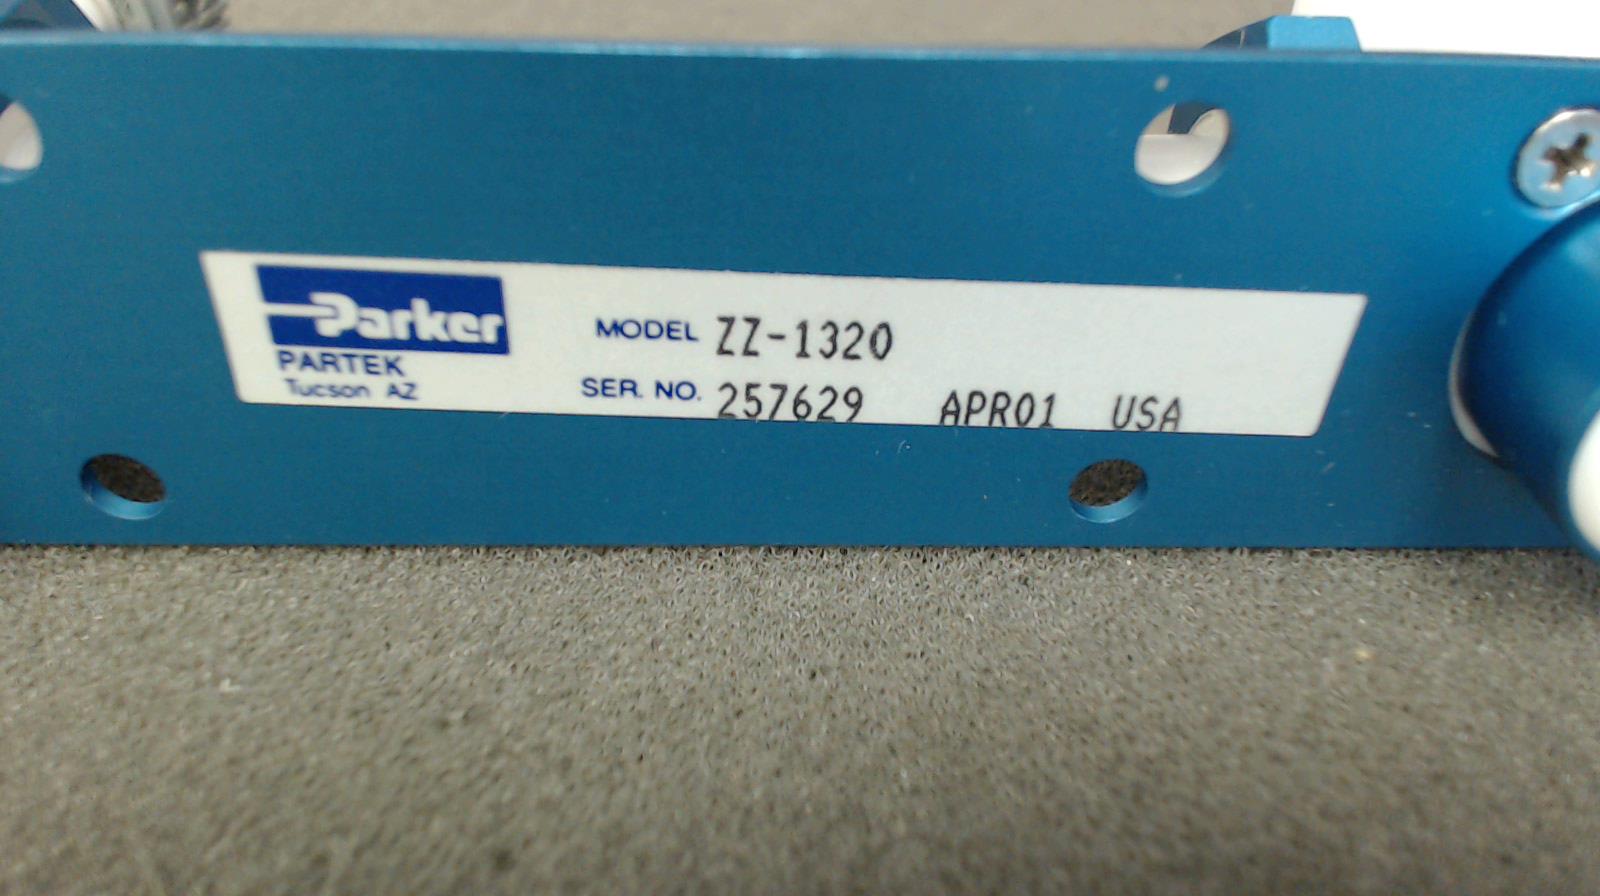 Parker
PARTEK
Tucson AZ
MODEL ZZ-1320
SER. NO. 257629 APR01 USA